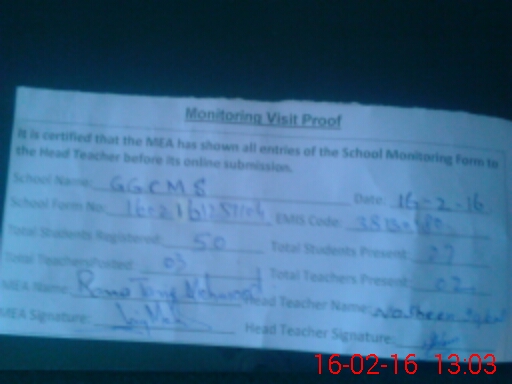 Monitoring Visit Proof
It is certified that the MEA has shown all entries of the School Monitoring Form to
the Head Teacher before its online submission.
School Name: GGCMS Date: 16-2-16
School Form No: EMIS Code:
Total Students Registered: 50 Total Students Present: 27
Total Teachers Posted: 03 Total Teachers Present: 02
MEA Name: Head Teacher Name:
MEA Signature: Head Teacher Signature:
16-02-16 13:03